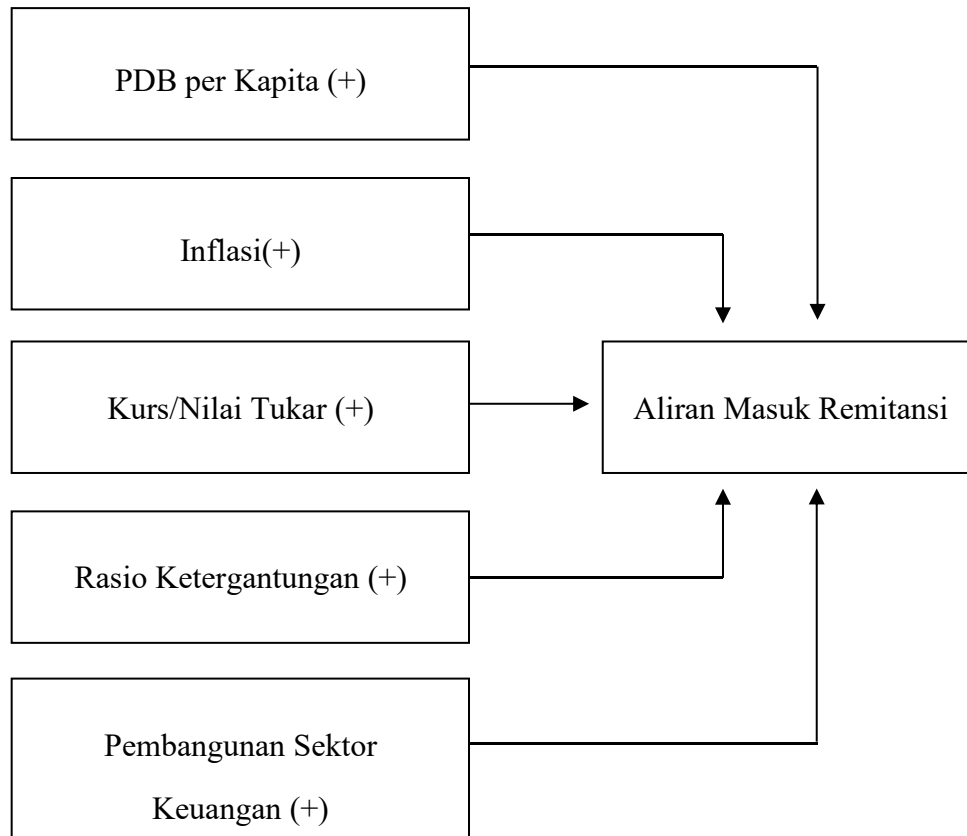 PDB per Kapita (+)
Inflasi(+)
Kurs/Nilai Tukar (+)
Aliran Masuk Remitansi
Rasio Ketergantungan (+)
Pembangunan Sektor
Keuangan (+)